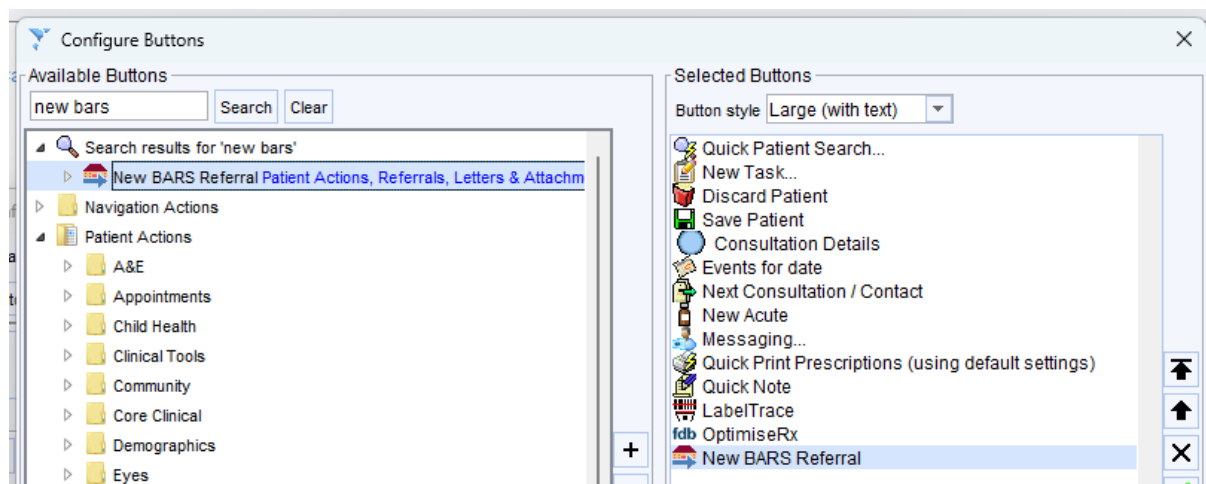 Configure Buttons
Available Buttons
new bars
Search
Clear
Search results for 'new bars'
New BARS Referral Patient Actions, Referrals, Letters & Attachm
Navigation Actions
Patient Actions
A&E
Appointments
Child Health
Clinical Tools
Community
Core Clinical
Demographics
Eyes
Selected Buttons
Button style Large (with text)
Quick Patient Search...
New Task...
Discard Patient
Save Patient
Consultation Details
Events for date
Next Consultation / Contact
New Acute
Messaging...
Quick Print Prescriptions (using default settings)
Quick Note
LabelTrace
fdb OptimiseRx
New BARS Referral